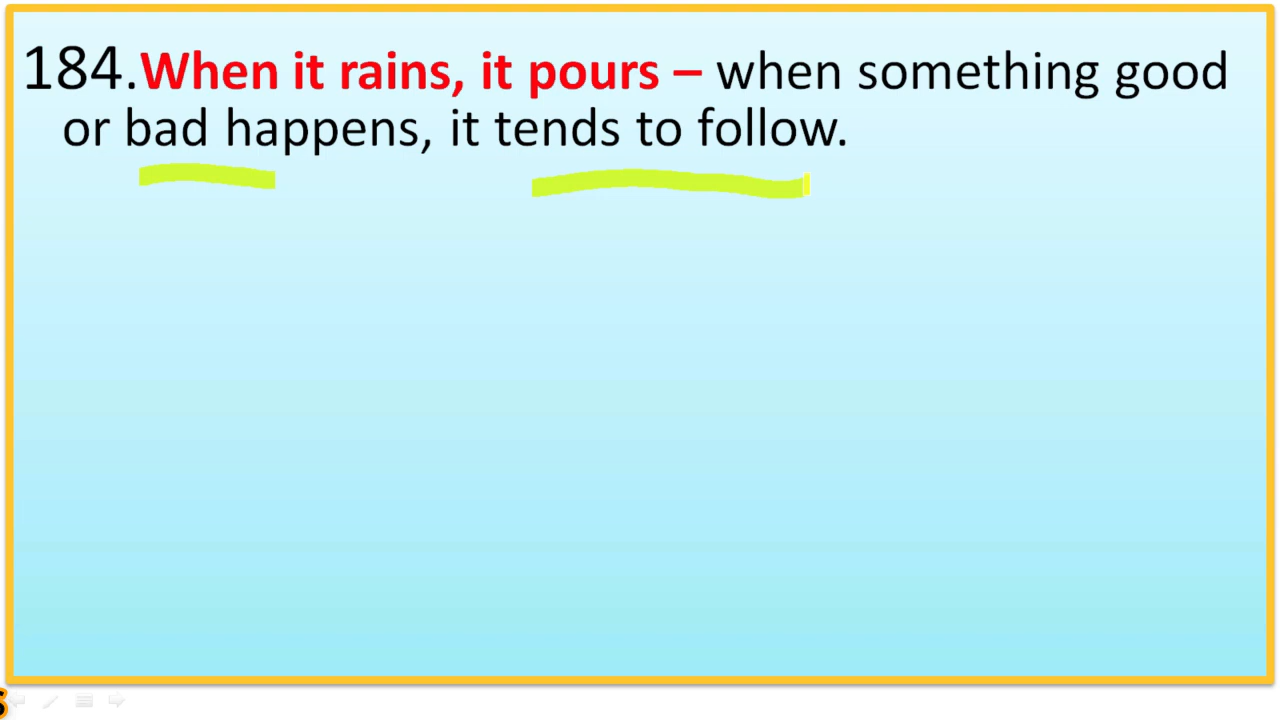 184.When it rains, it pours – when something good
or bad happens, it tends to follow.